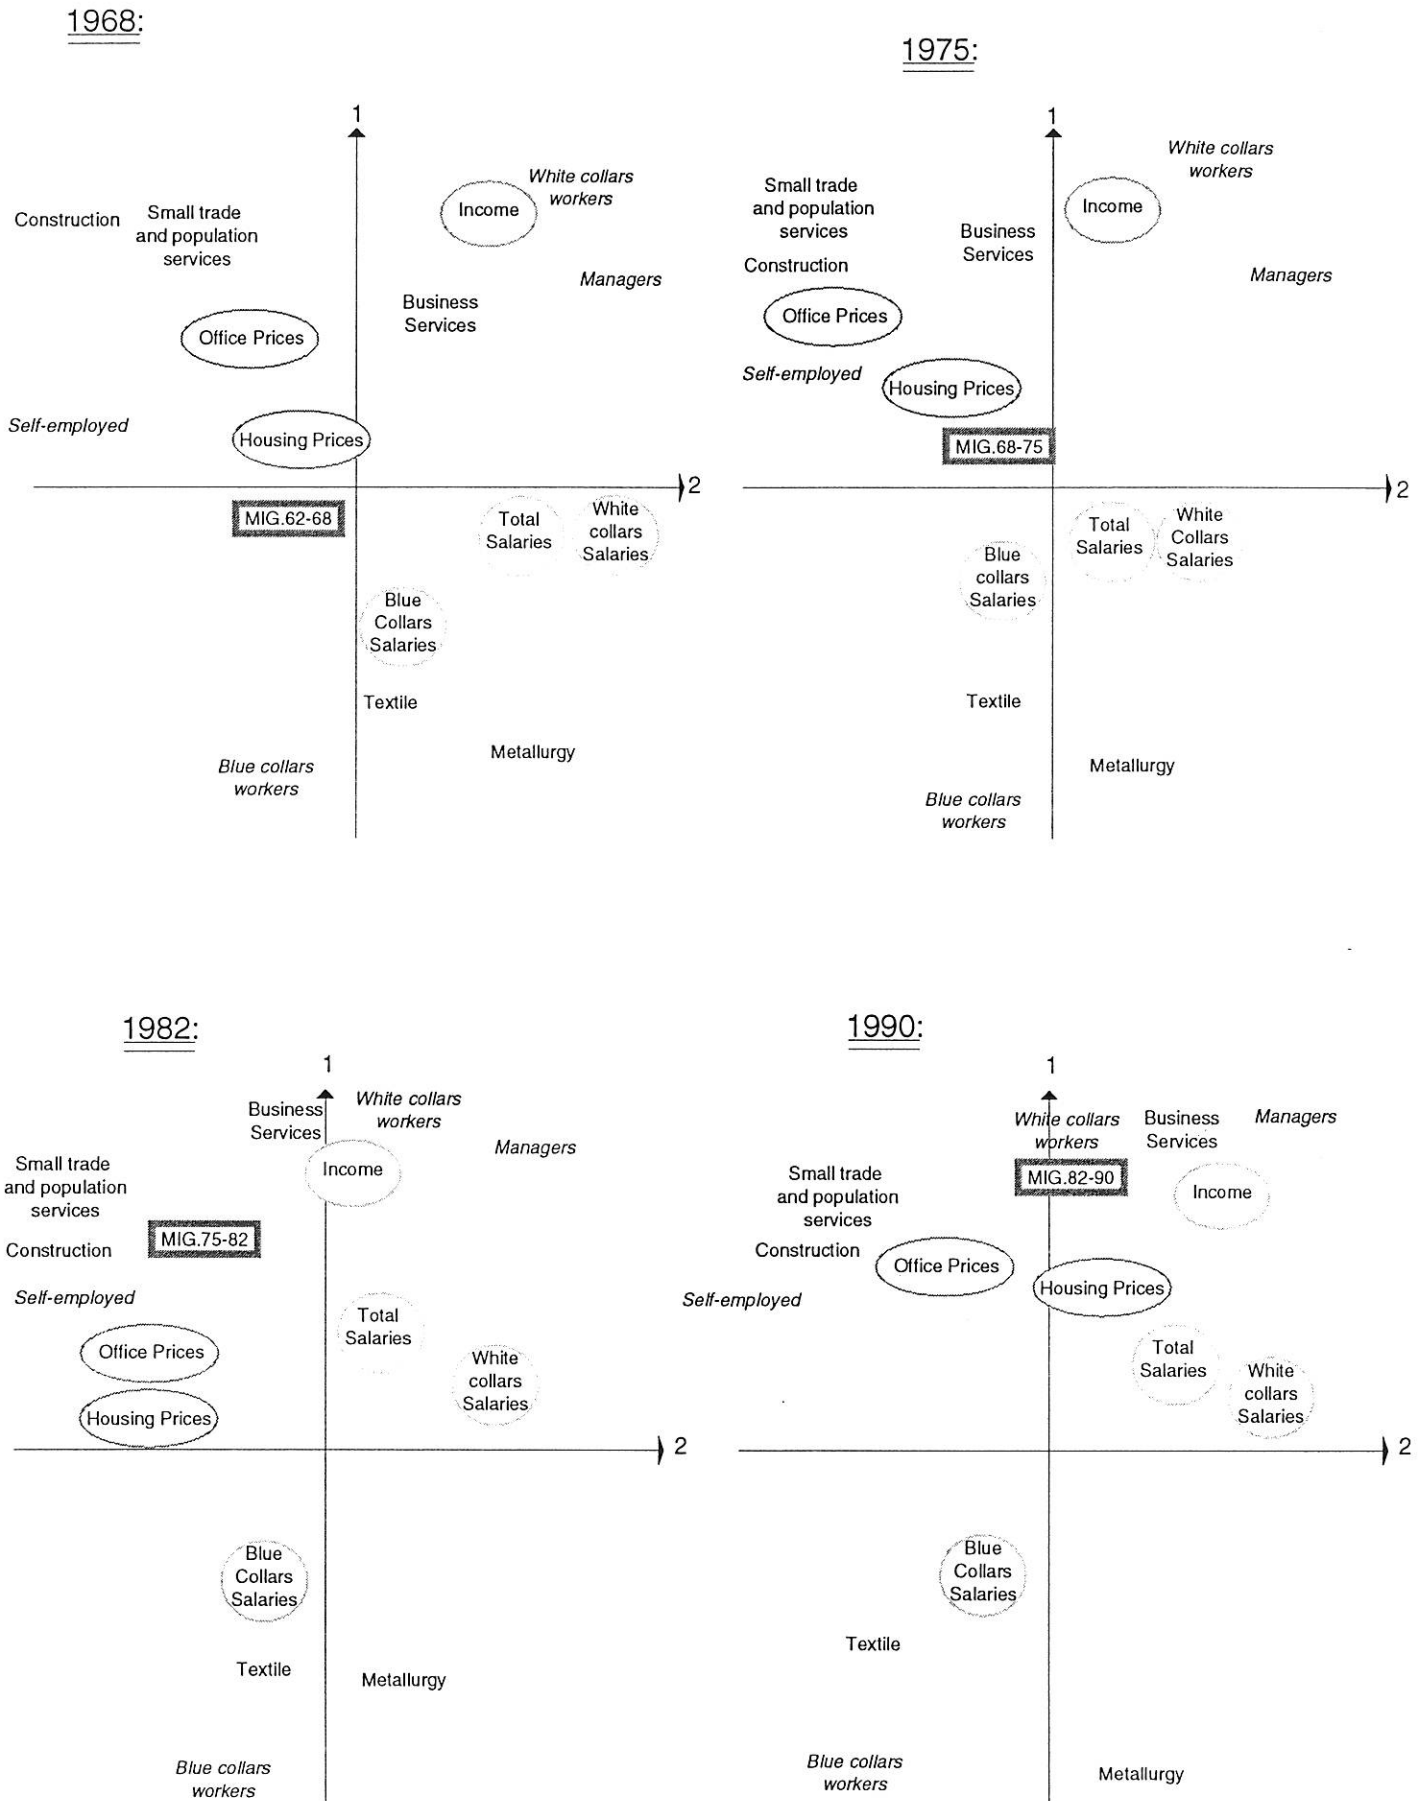 1968:
1
White collars
workers
Income
Construction
Small trade
and population
services
Managers
Business
Services
Office Prices
Self-employed
Housing Prices
2
MIG.62-68
Total
Salaries
White
collars
Salaries
Blue
Collars
Salaries
Textile
Metallurgy
Blue collars
workers
1975:
1
White collars
workers
Small trade
and population
services
Income
Business
Services
Construction
Managers
Office Prices
Self-employed
Housing Prices
MIG.68-75
2
Total
Salaries
White
Collars
Salaries
Blue
collars
Salaries
Textile
Metallurgy
Blue collars
workers
1982:
1
Business
Services
White collars
workers
Managers
Small trade
and population
services
Income
MIG.75-82
Construction
Self-employed
Total
Salaries
Office Prices
White
collars
Salaries
Housing Prices
2
Blue
Collars
Salaries
Textile
Metallurgy
Blue collars
workers
1990:
1
White collars
workers
Business
Services
Managers
Small trade
and population
services
MIG.82-90
Income
Construction
Office Prices
Housing Prices
Self-employed
Total
Salaries
White
collars
Salaries
2
Blue
Collars
Salaries
Textile
Blue collars
workers
Metallurgy